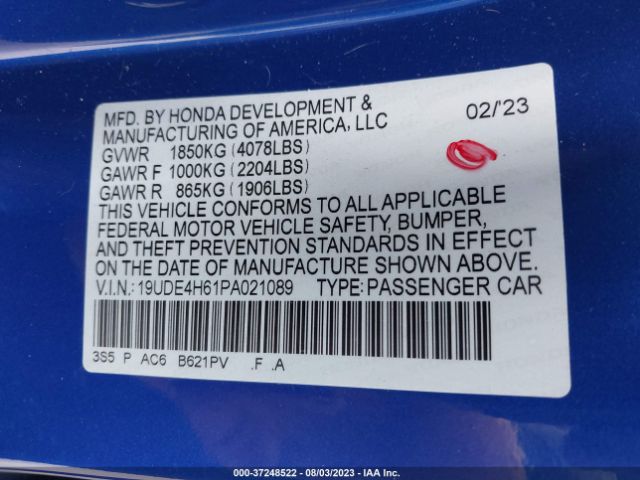 MFD. BY HONDA DEVELOPMENT & 02/'23
MANUFACTURING OF AMERICA, LLC
GVWR 1850KG(4078LBS)
GAWR F 1000KG(2204LBS)
GAWR R 865KG(1906LBS)
THIS VEHICLE CONFORMS TO ALL APPLICABLE
FEDERAL MOTOR VEHICLE SAFETY, BUMPER,
AND THEFT PREVENTION STANDARDS IN EFFECT
ON THE DATE OF MANUFACTURE SHOWN ABOVE.
V.I.N.:19UDE4H61PA021089 TYPE:PASSENGER CAR
3S5 P AC6 B621PV .F .A
000-37248522 - 08/03/2023 - IAAI.COM